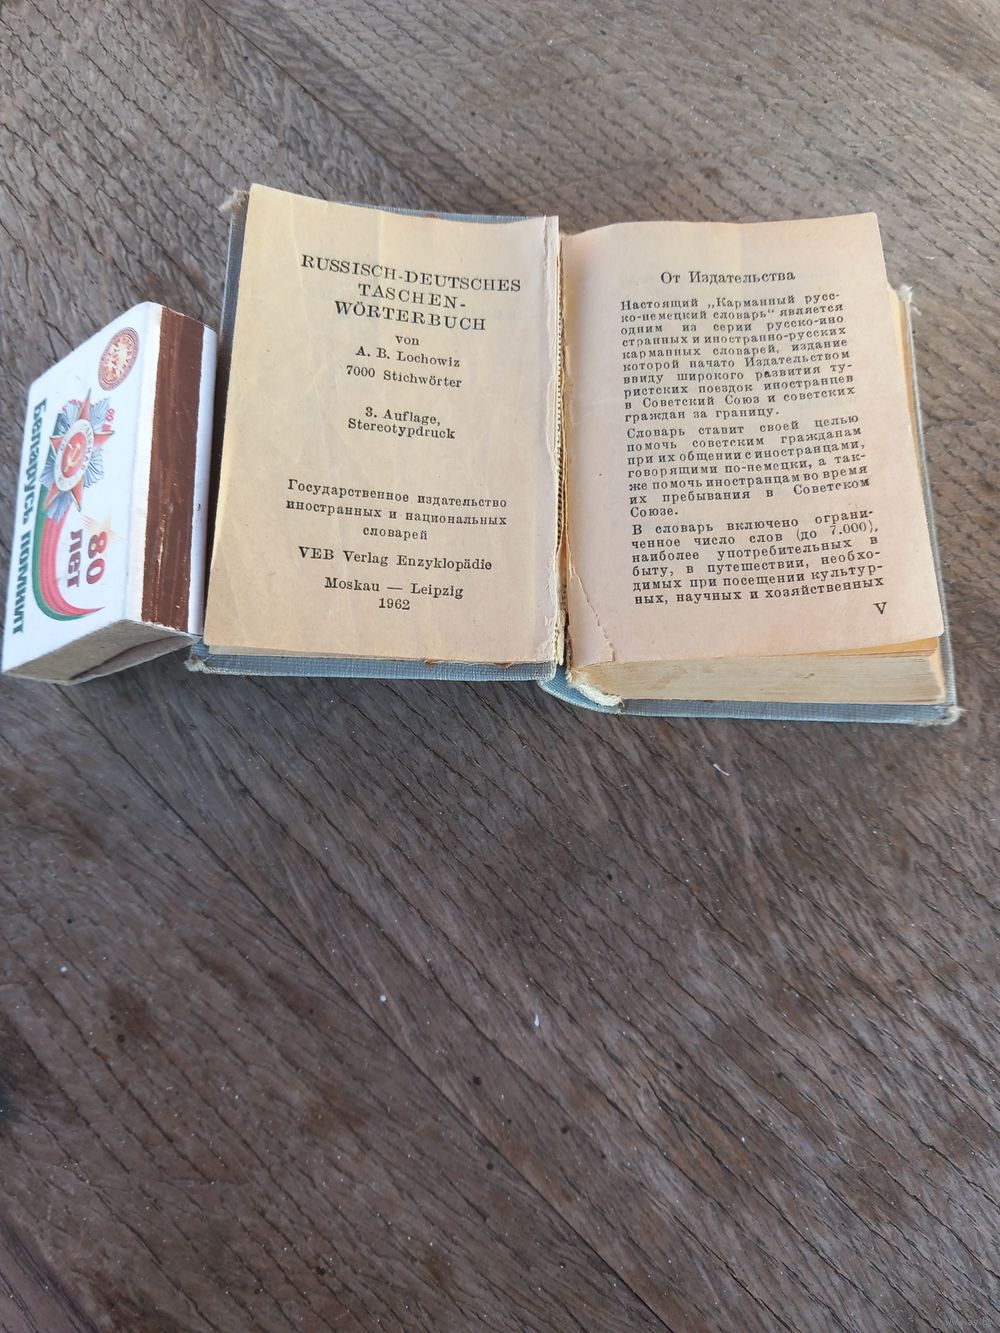 RUSSISCH-DEUTSCHES
TASCHEN-
WÖRTERBUCH
von
A. B. Lochowiz
7000 Stichwörter
3. Auflage,
Stereotypdruck
Государственное издательство
иностранных и национальных
словарей
VEB Verlag Enzyklopädie
Moskau — Leipzig
1962
От Издательства
Настоящий „Карманный русс-
ко-немецкий словарь“ является
одним из серии русско-ино
странных и иностранно-русских
карманных словарей, издание
которой начато Издательством
ввиду широкого развития ту-
ристских поездок иностранцев
в Советский Союз и советских
граждан за границу.
Словарь ставит своей целью
помочь советским гражданам
при их общении с иностранцами,
говорящими по-немецки, а так-
же помочь иностранцам во время
их пребывания в Советском
Союзе.
В словарь включено ограни-
ченное число слов (до 7.000),
наиболее употребительных в
быту, в путешествии, необхо-
димых при посещении культур-
ных, научных и хозяйственных
V
Беларусь помнит
80
лет